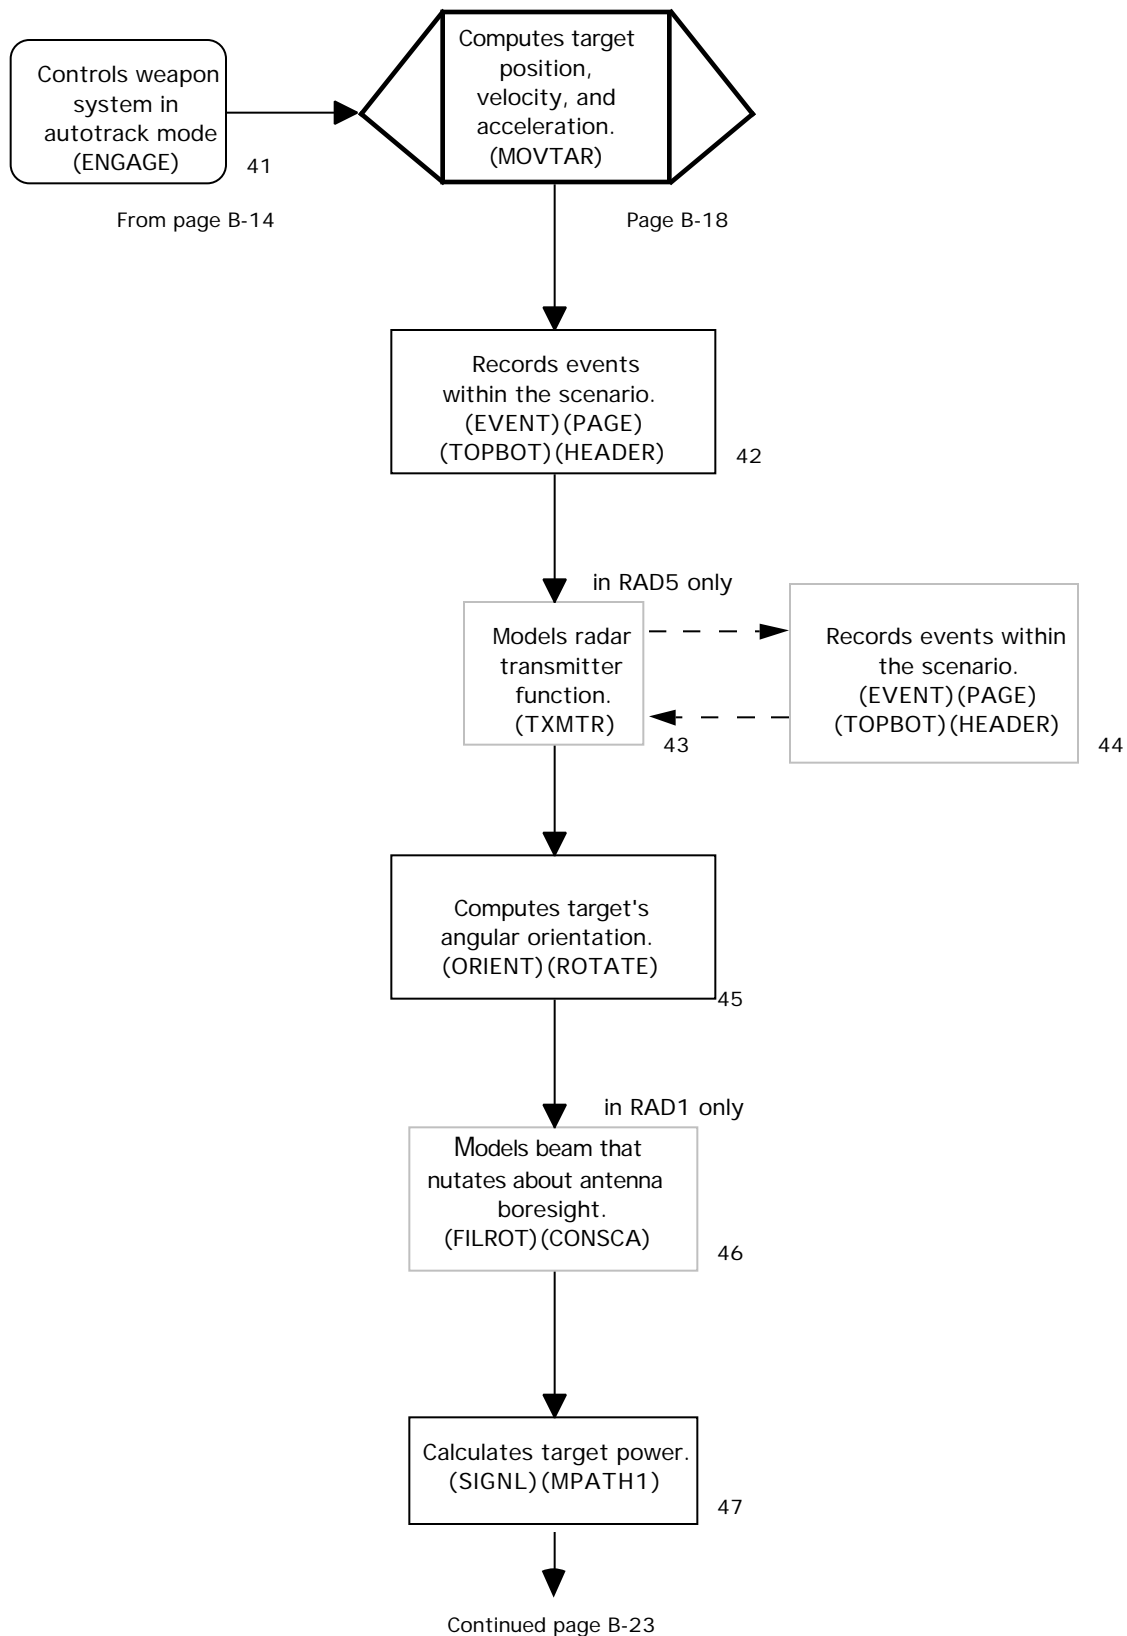 Controls weapon
system in
autotrack mode
(ENGAGE)
41
From page B-14
Computes target
position,
velocity, and
acceleration.
(MOVTAR)
Page B-18
Records events
within the scenario.
(EVENT)(PAGE)
(TOPBOT)(HEADER)
42
in RAD5 only
Models radar
transmitter
function.
(TXMTR)
43
Records events within
the scenario.
(EVENT)(PAGE)
(TOPBOT)(HEADER)
44
Computes target's
angular orientation.
(ORIENT)(ROTATE)
45
in RAD1 only
Models beam that
nutates about antenna
boresight.
(FILROT)(CONSCA)
46
Calculates target power.
(SIGNL)(MPATH1)
47
Continued page B-23